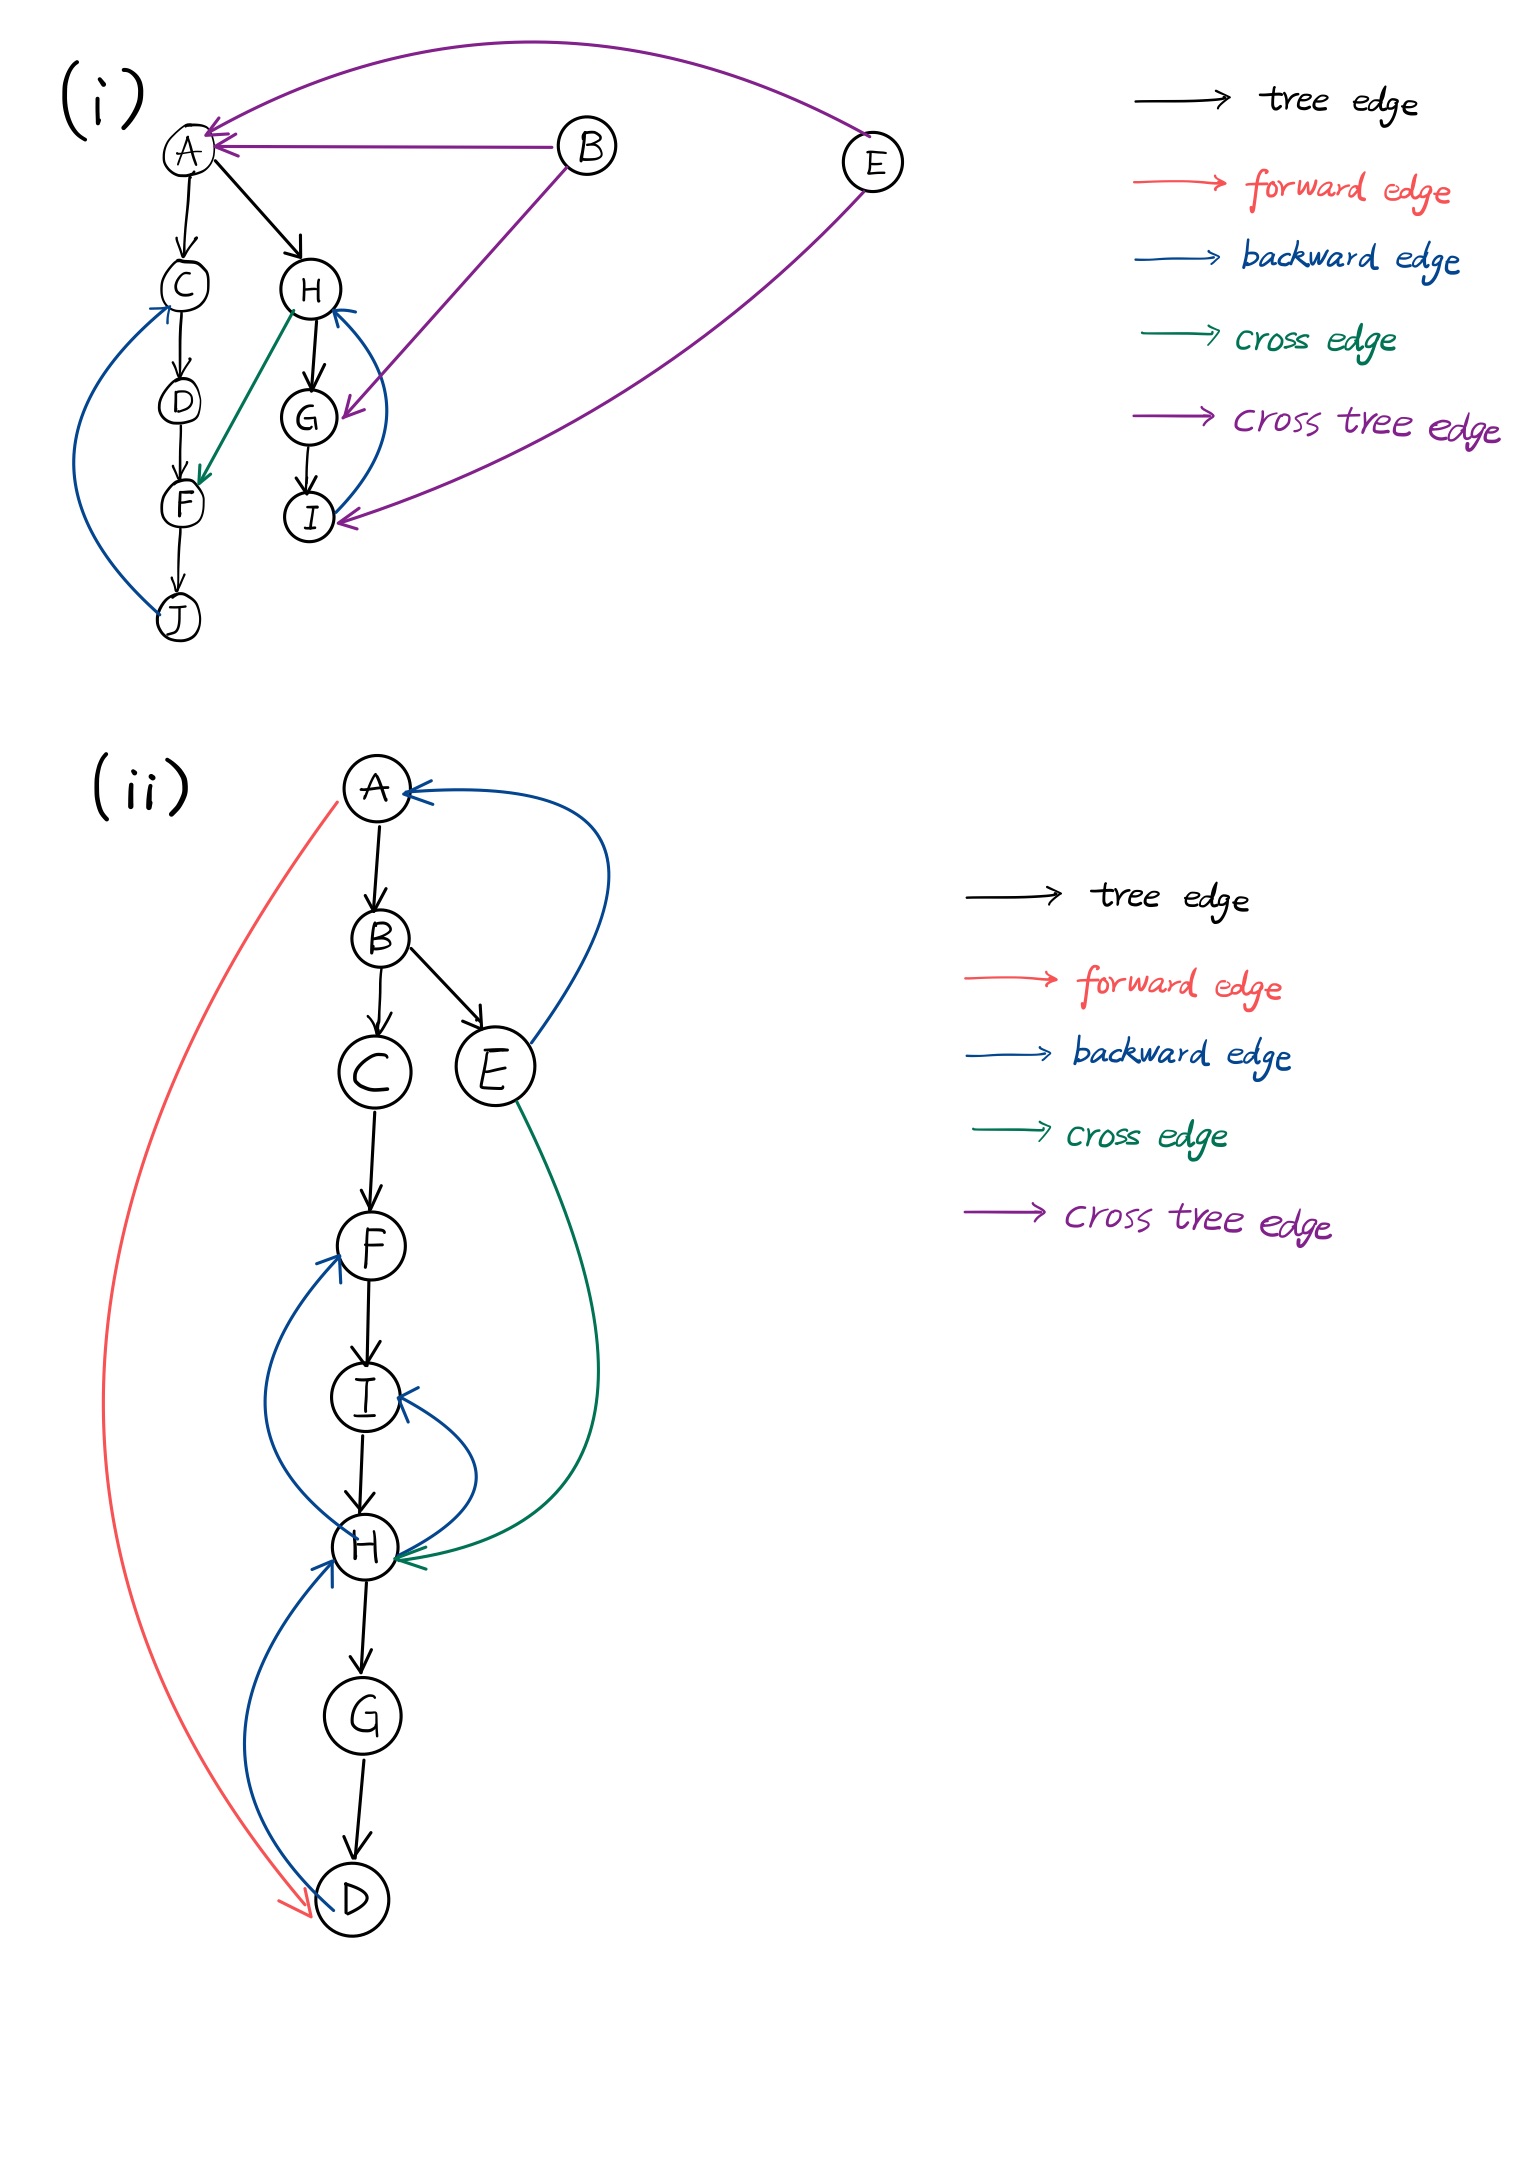 (i)
A
B
E
C
H
D
G
F
I
J
tree edge
forward edge
backward edge
cross edge
cross tree edge
(ii)
A
B
C
E
F
I
H
G
D
tree edge
forward edge
backward edge
cross edge
cross tree edge